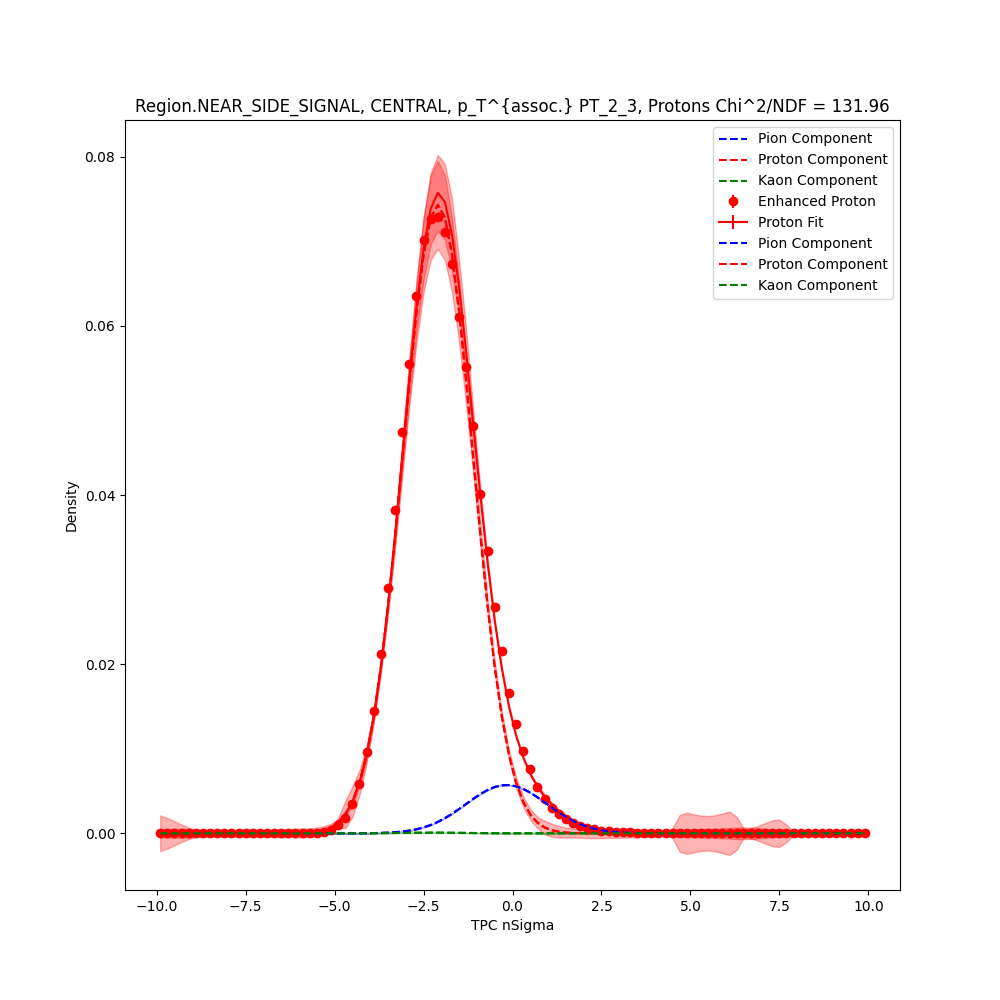 Region.NEAR_SIDE_SIGNAL, CENTRAL, p_T^{assoc.} PT_2_3, Protons Chi^2/NDF = 131.96
Pion Component
Proton Component
Kaon Component
Enhanced Proton
Proton Fit
Pion Component
Proton Component
Kaon Component
0.08
0.06
0.04
0.02
0.00
Density
−10.0 −7.5 −5.0 −2.5 0.0 2.5 5.0 7.5 10.0
TPC nSigma